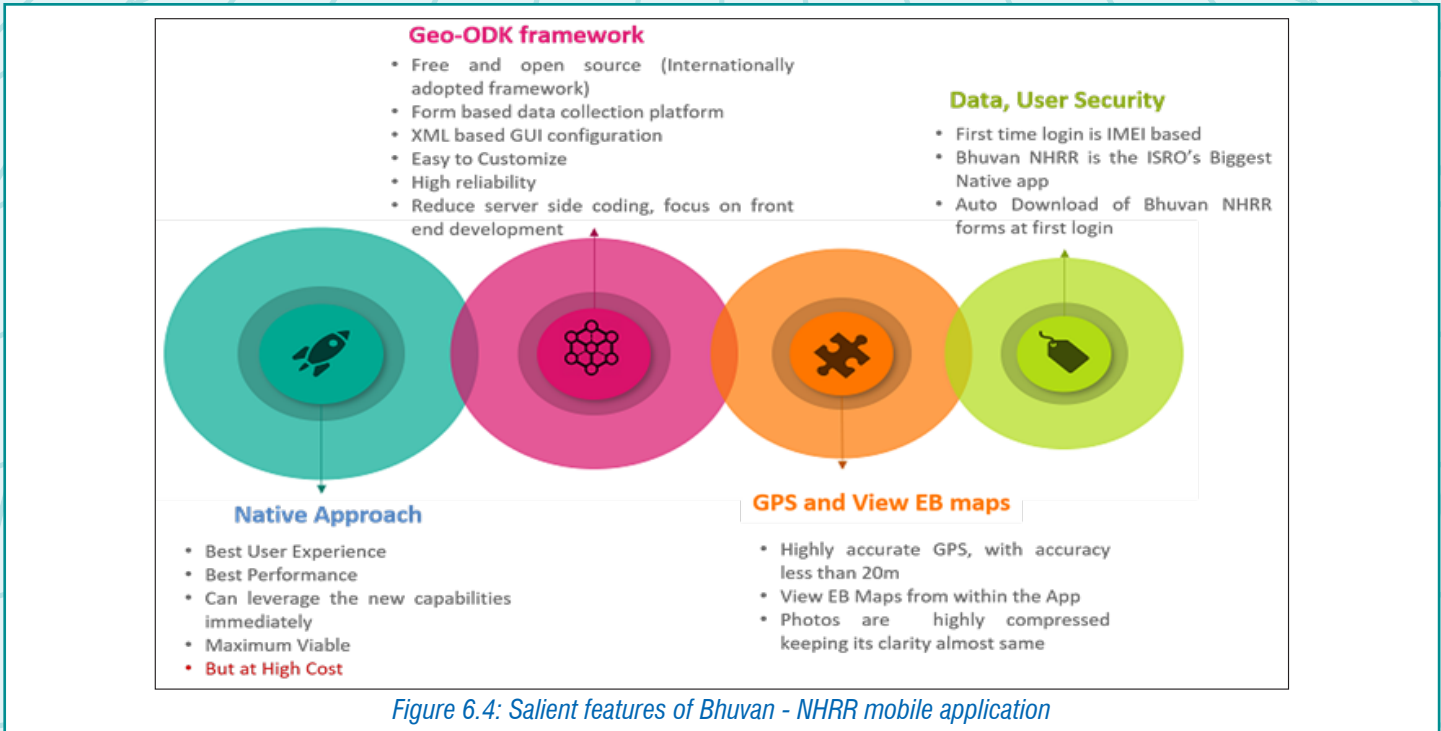 Geo-ODK framework
• Free and open source (Internationally
adopted framework)
• Form based data collection platform
• XML based GUI configuration
• Easy to Customize
• High reliability
• Reduce server side coding, focus on front
end development
Data, User Security
• First time login is IMEI based
• Bhuvan NHRR is the ISRO's Biggest
Native app
• Auto Download of Bhuvan NHRR
forms at first login
Native Approach
• Best User Experience
• Best Performance
• Can leverage the new capabilities
immediately
• Maximum Viable
• But at High Cost
GPS and View EB maps
• Highly accurate GPS, with accuracy
less than 20m
• View EB Maps from within the App
• Photos are highly compressed
keeping its clarity almost same
Figure 6.4: Salient features of Bhuvan - NHRR mobile application